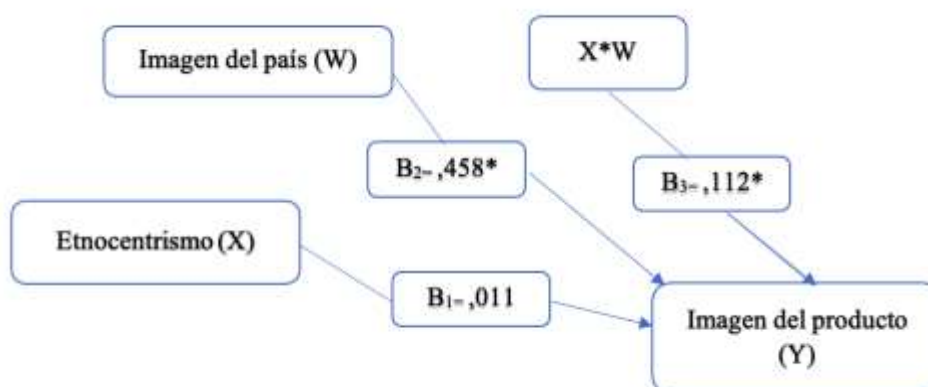 Imagen del país (W)
X*W
B₂₌ ,458*
B₃₌ ,112*
Etnocentrismo (X)
B₁₌ ,011
Imagen del producto
(Y)